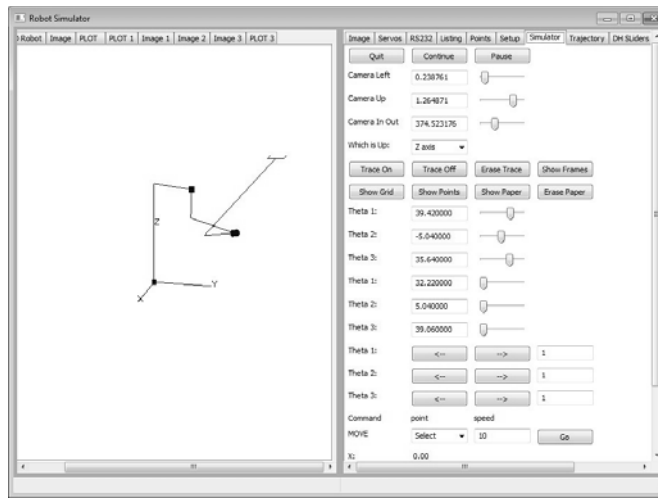 Robot Simulator
Robot Image PLOT PLOT 1 Image 1 Image 2 Image 3 PLOT 3
Image Servos RS232 Listing Points Setup Simulator Trajectory DH Sliders
Quit Continue Pause
Camera Left 0.238761
Camera Up 1.264871
Camera In Out 374.523176
Which is Up: Z axis
Trace On Trace Off Erase Trace Show Frames
Show Grid Show Points Show Paper Erase Paper
Theta 1: 39.420000
Theta 2: -5.040000
Theta 3: 35.640000
Theta 1: 32.220000
Theta 2: 5.040000
Theta 3: 39.060000
Theta 1: <-- --> 1
Theta 2: <-- --> 1
Theta 3: <-- --> 1
Command point speed
MOVE Select 10 Go
X: 0.00
Z
Y
X